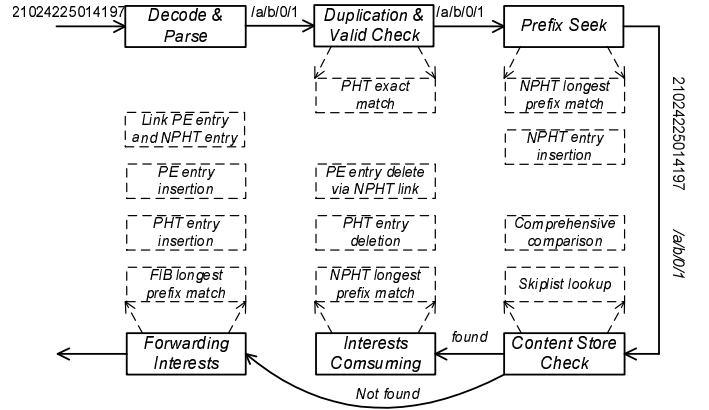 21024225014197
Decode &
Parse
/a/b/0/1
Duplication &
Valid Check
/a/b/0/1
Prefix Seek
PHT exact
match
NPHT longest
prefix match
21024225014197
/a/b/0/1
Link PE entry
and NPHT entry
NPHT entry
insertion
PE entry
insertion
PE entry delete
via NPHT link
PHT entry
insertion
PHT entry
deletion
Comprehensive
comparison
FIB longest
prefix match
NPHT longest
prefix match
Skiplist lookup
Forwarding
Interests
Interests
Comsuming
found
Content Store
Check
Not found